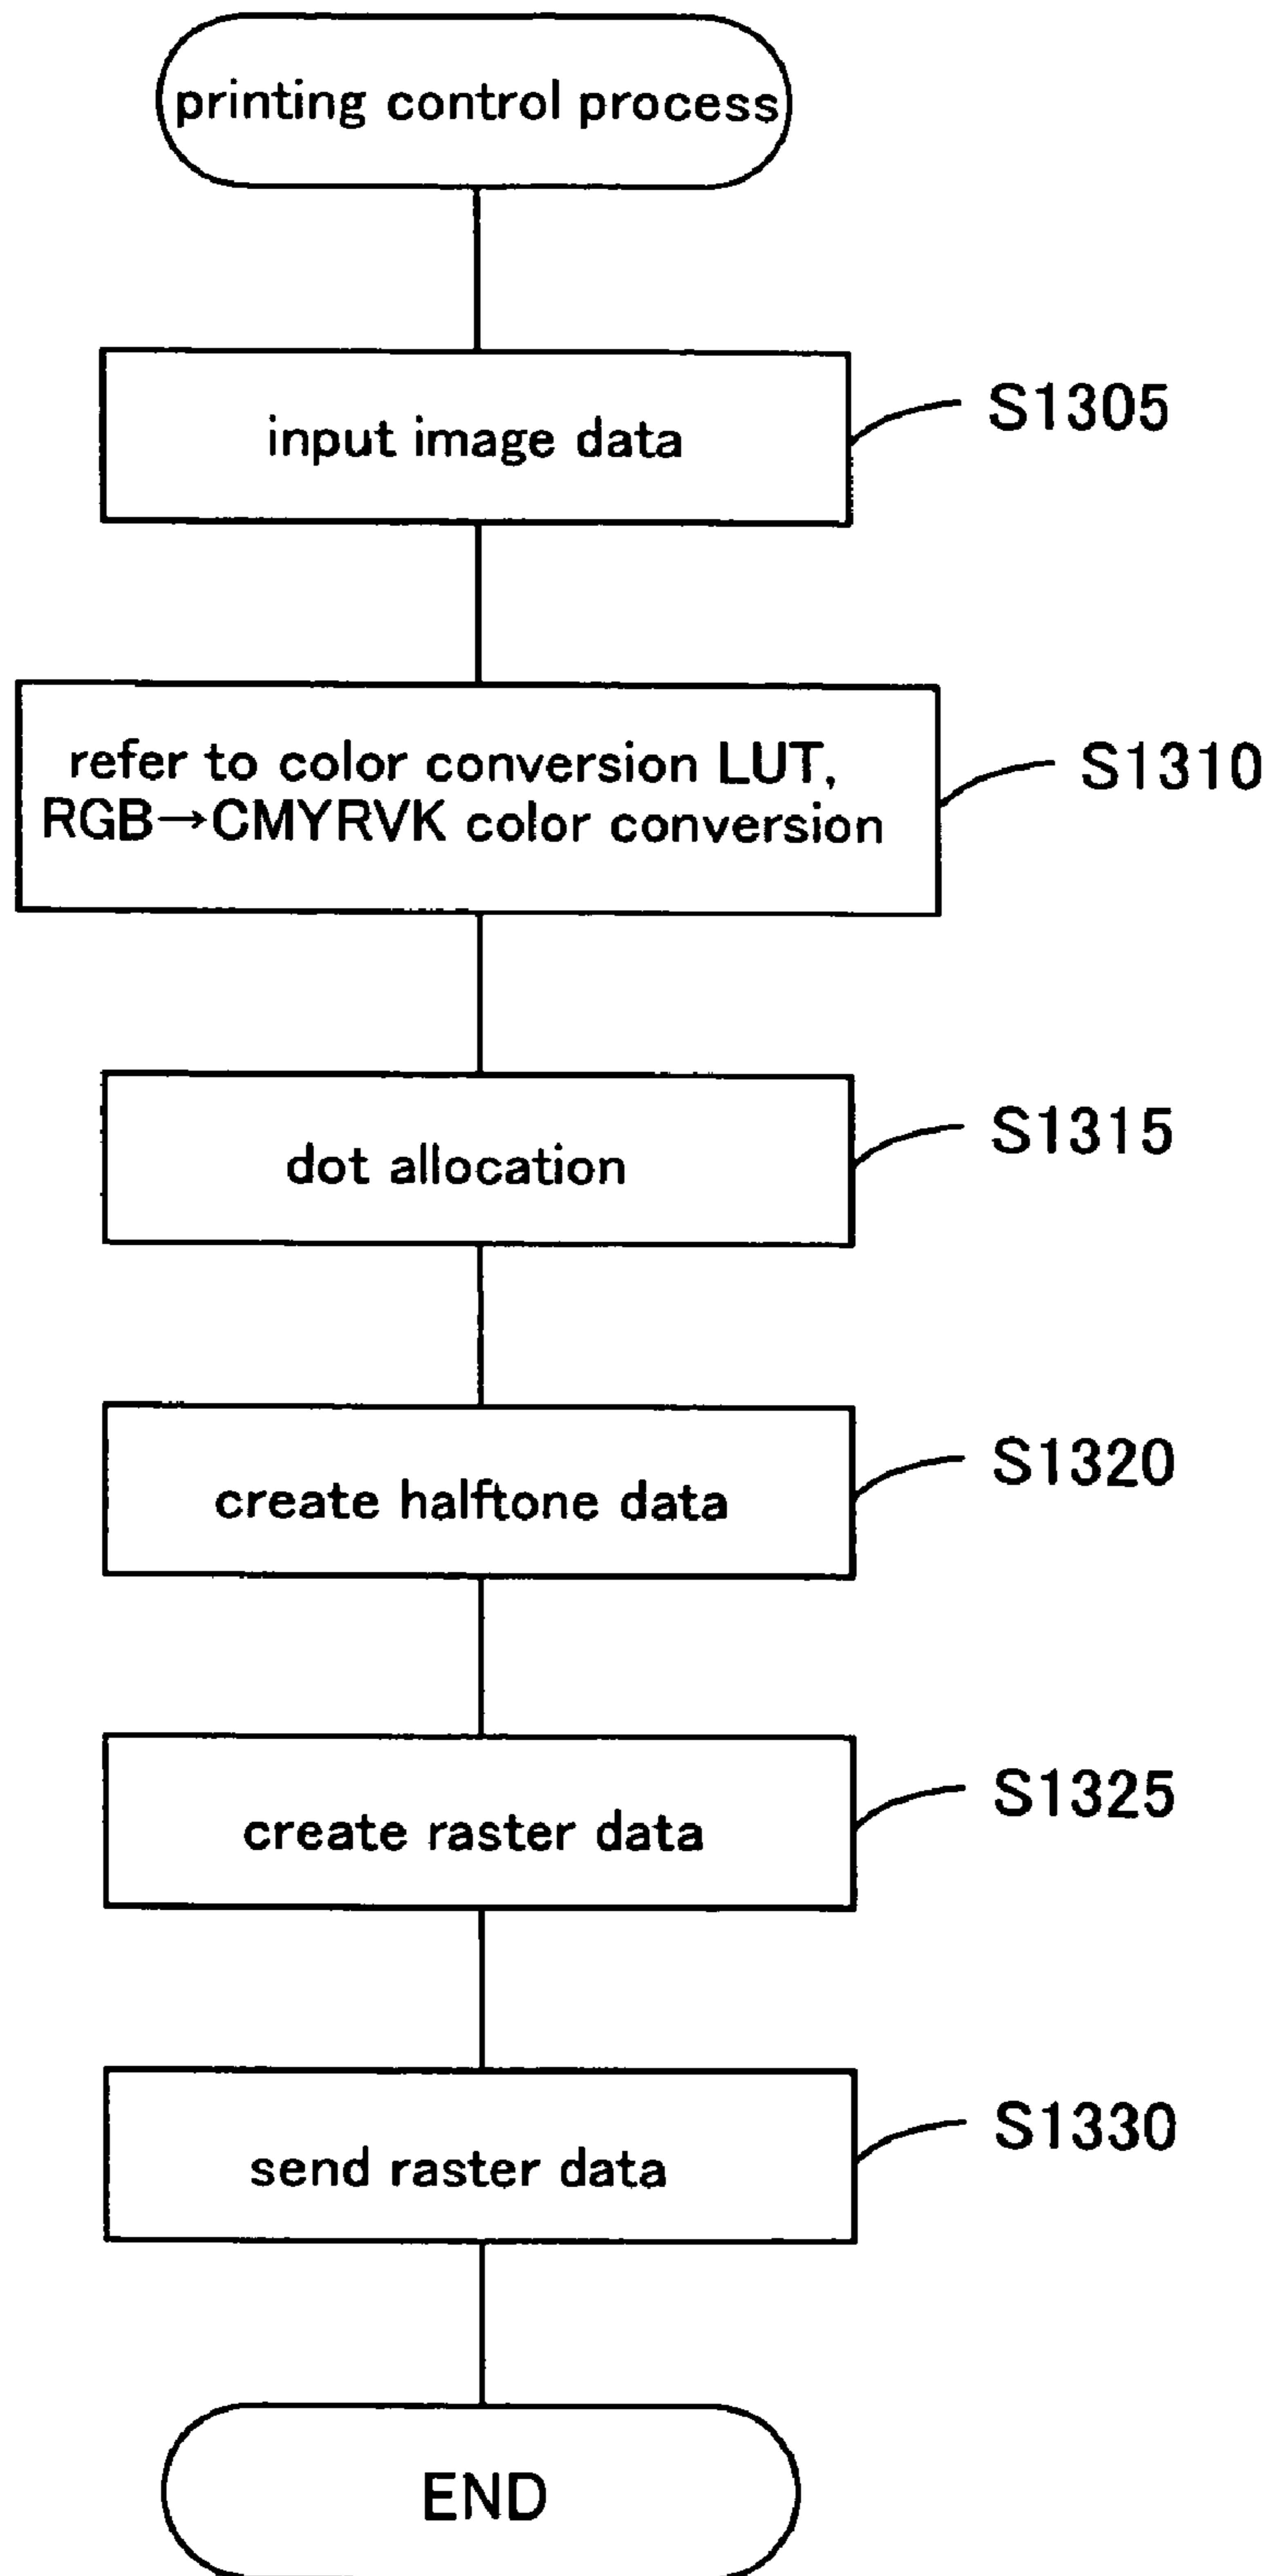 printing control process
input image data
S1305
refer to color conversion LUT,
RGB→CMYRVK color conversion
S1310
dot allocation
S1315
create halftone data
S1320
create raster data
S1325
send raster data
S1330
END